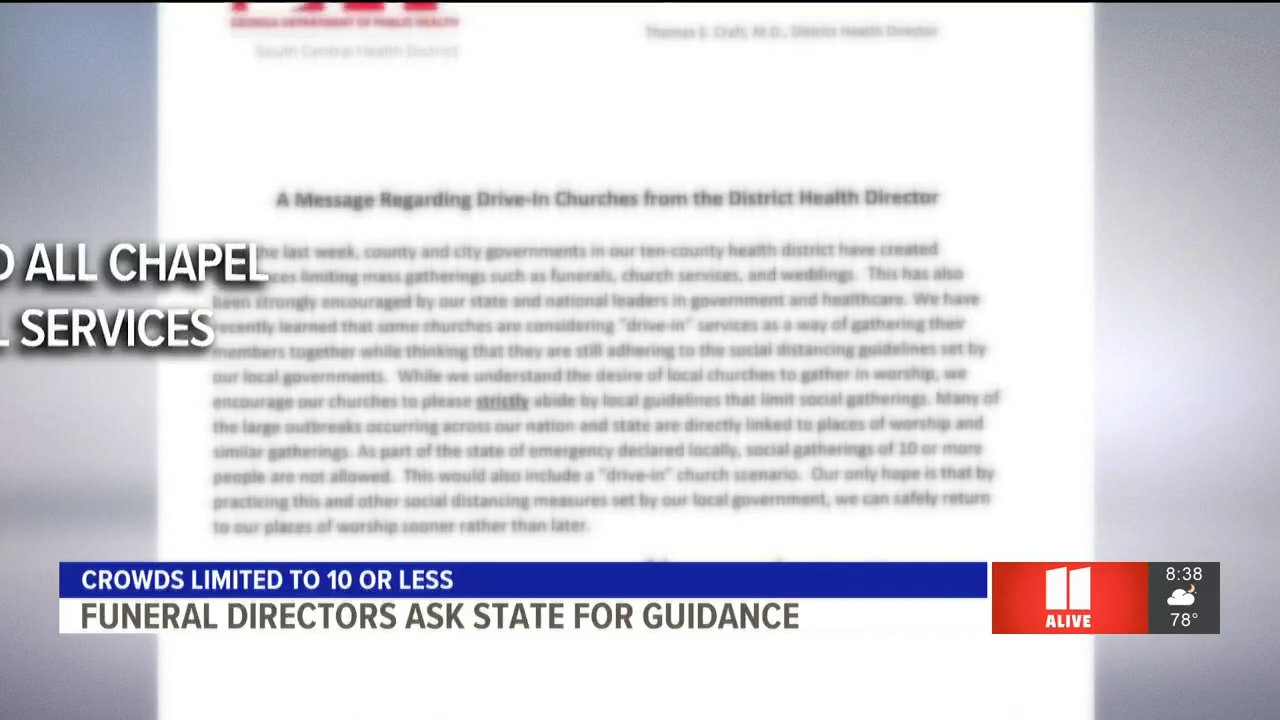 GEORGIA DEPARTMENT OF PUBLIC HEALTH
South Central Health District
Thomas E. Craft, M.D., District Health Director
A Message Regarding Drive-In Churches from the District Health Director
the last week, county and city governments in our ten-county health district have created
limiting mass gatherings such as funerals, church services, and weddings. This has also
been strongly encouraged by our state and national leaders in government and healthcare. We have
recently learned that some churches are considering "drive-in" services as a way of gathering their
members together while thinking that they are still adhering to the social distancing guidelines set by
our local governments. While we understand the desire of local churches to gather in worship, we
encourage our churches to please strictly abide by local guidelines that limit social gatherings. Many of
the large outbreaks occurring across our nation and state are directly linked to places of worship and
similar gatherings. As part of the state of emergency declared locally, social gatherings of 10 or more
people are not allowed. This would also include a "drive-in" church scenario. Our only hope is that by
practicing this and other social distancing measures set by our local government, we can safely return
to our places of worship sooner rather than later.
ALL CHAPEL
SERVICES
CROWDS LIMITED TO 10 OR LESS
FUNERAL DIRECTORS ASK STATE FOR GUIDANCE
11
ALIVE
8:38
78°